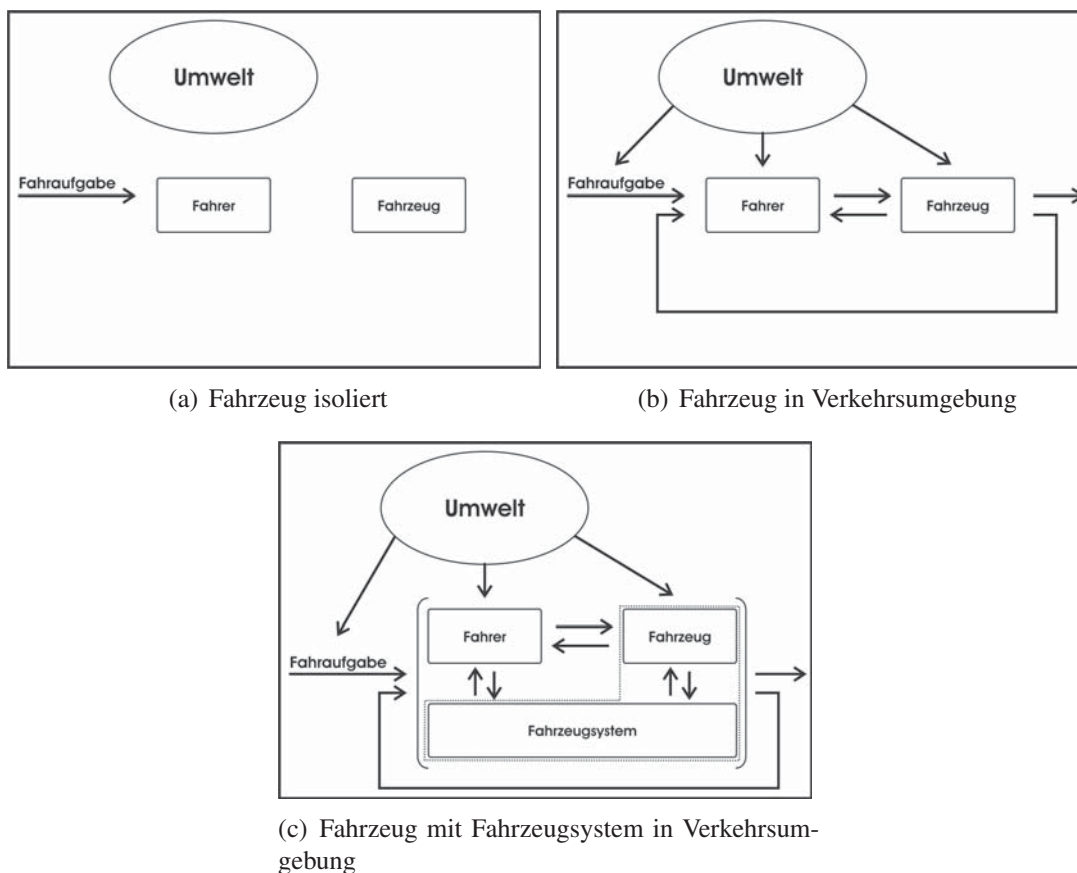 Umwelt
Fahraufgabe
Fahrer
Fahrzeug
(a) Fahrzeug isoliert
Umwelt
Fahraufgabe
Fahrer
Fahrzeug
(b) Fahrzeug in Verkehrsumgebung
Umwelt
Fahrer
Fahrzeug
Fahraufgabe
Fahrzeugsystem
(c) Fahrzeug mit Fahrzeugsystem in Verkehrsum-
gebung